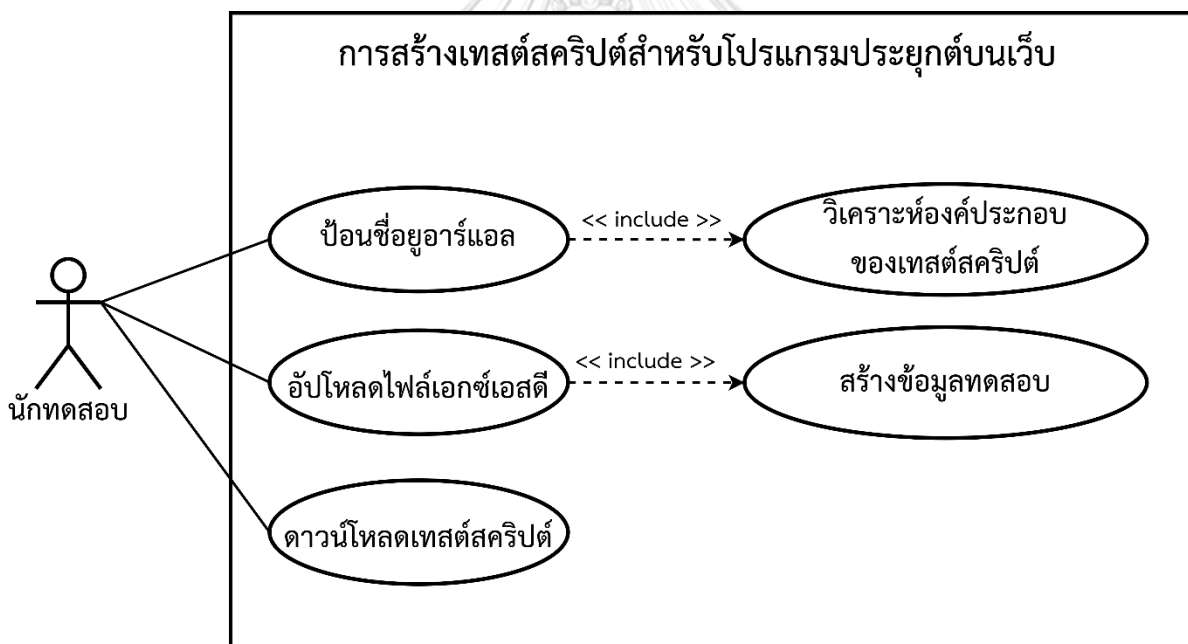 การสร้างเทสต์สคริปต์สำหรับโปรแกรมประยุกต์บนเว็บ
ป้อนชื่อยูอาร์แอล
<< include >>
วิเคราะห์องค์ประกอบ
ของเทสต์สคริปต์
อัปโหลดไฟล์เอกซ์เอสดี
<< include >>
สร้างข้อมูลทดสอบ
นักทดสอบ
ดาวน์โหลดเทสต์สคริปต์